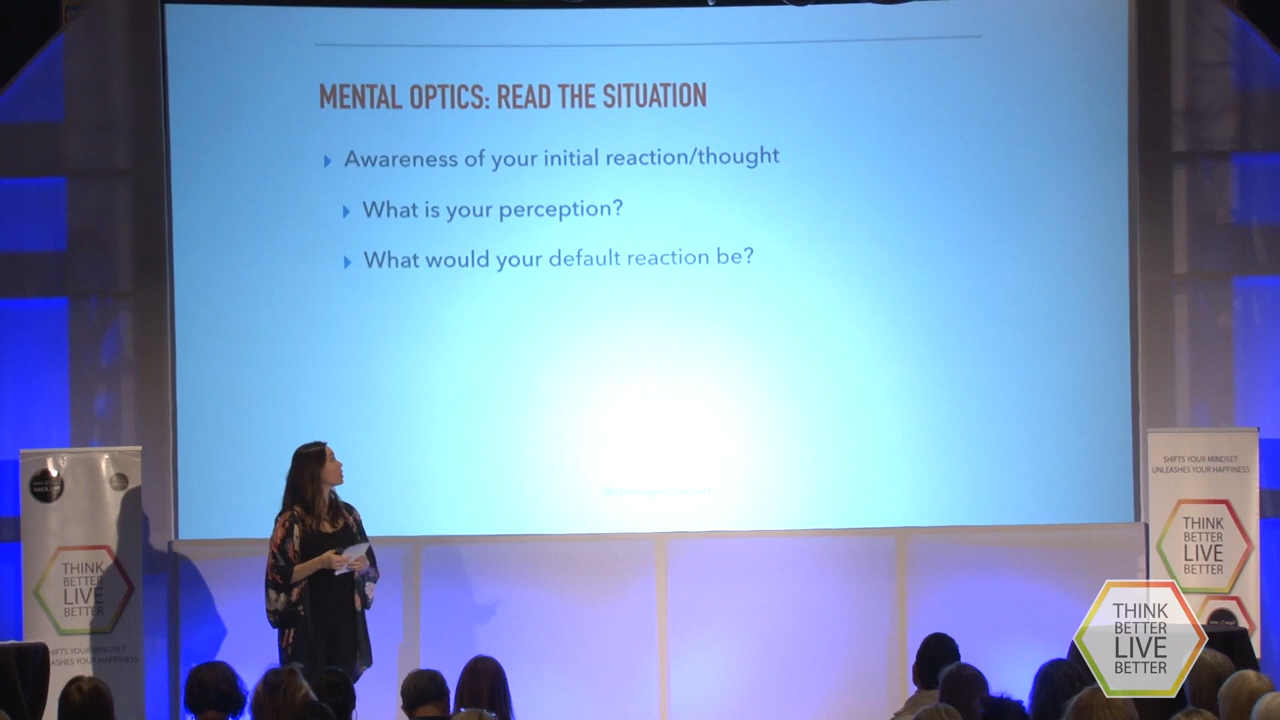 MENTAL OPTICS: READ THE SITUATION
Awareness of your initial reaction/thought
What is your perception?
What would your default reaction be?
THINK
BETTER
LIVE
BETTER
SHIFTS YOUR MINDSET
UNLEASHES YOUR HAPPINESS
THINK
BETTER
LIVE
BETTER
THINK
BETTER
LIVE
BETTER